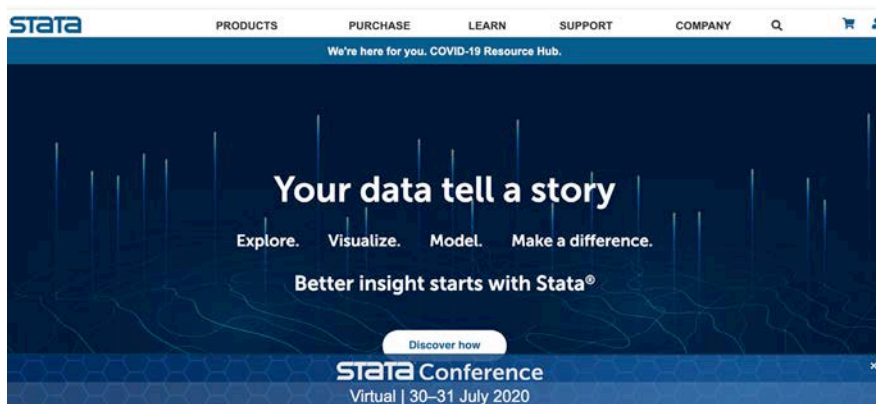 STATA PRODUCTS PURCHASE LEARN SUPPORT COMPANY
We're here for you. COVID-19 Resource Hub.
Your data tell a story
Explore. Visualize. Model. Make a difference.
Better insight starts with Stata®
Discover how
STATA Conference
Virtual | 30–31 July 2020